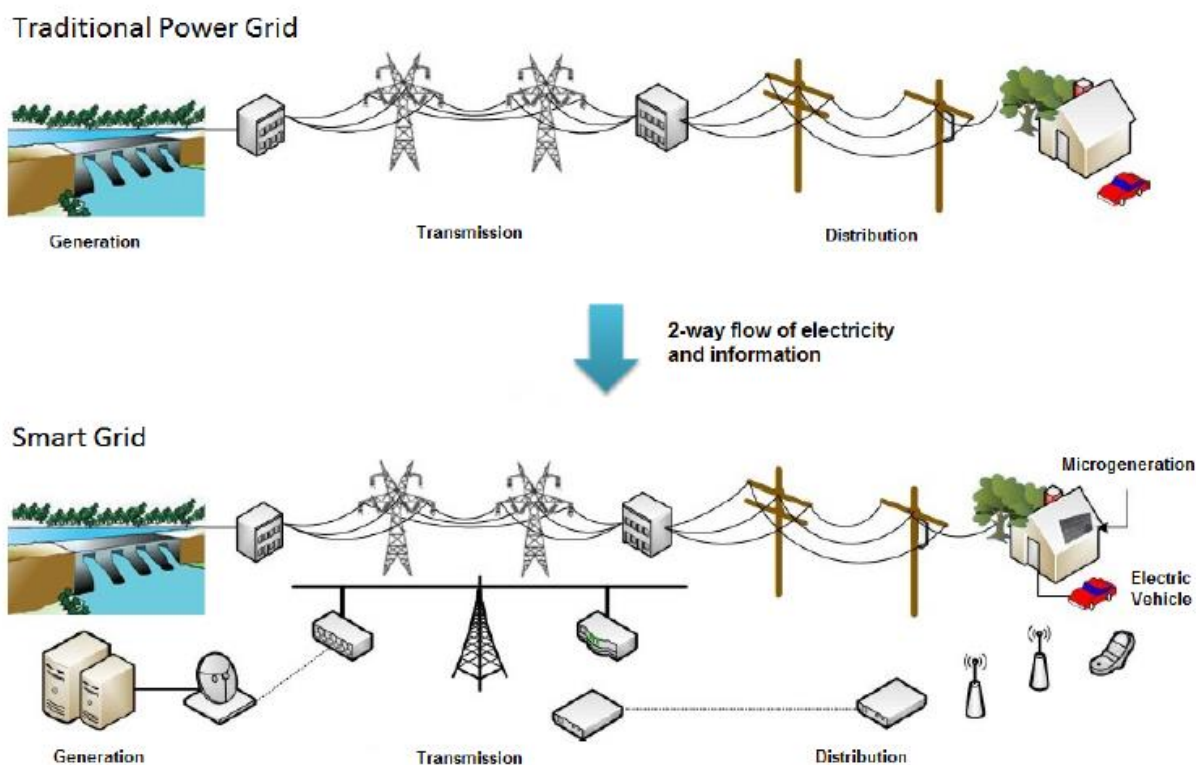 Traditional Power Grid
Generation
Transmission
Distribution
2-way flow of electricity
and information
Smart Grid
Microgeneration
Electric
Vehicle
Generation
Transmission
Distribution